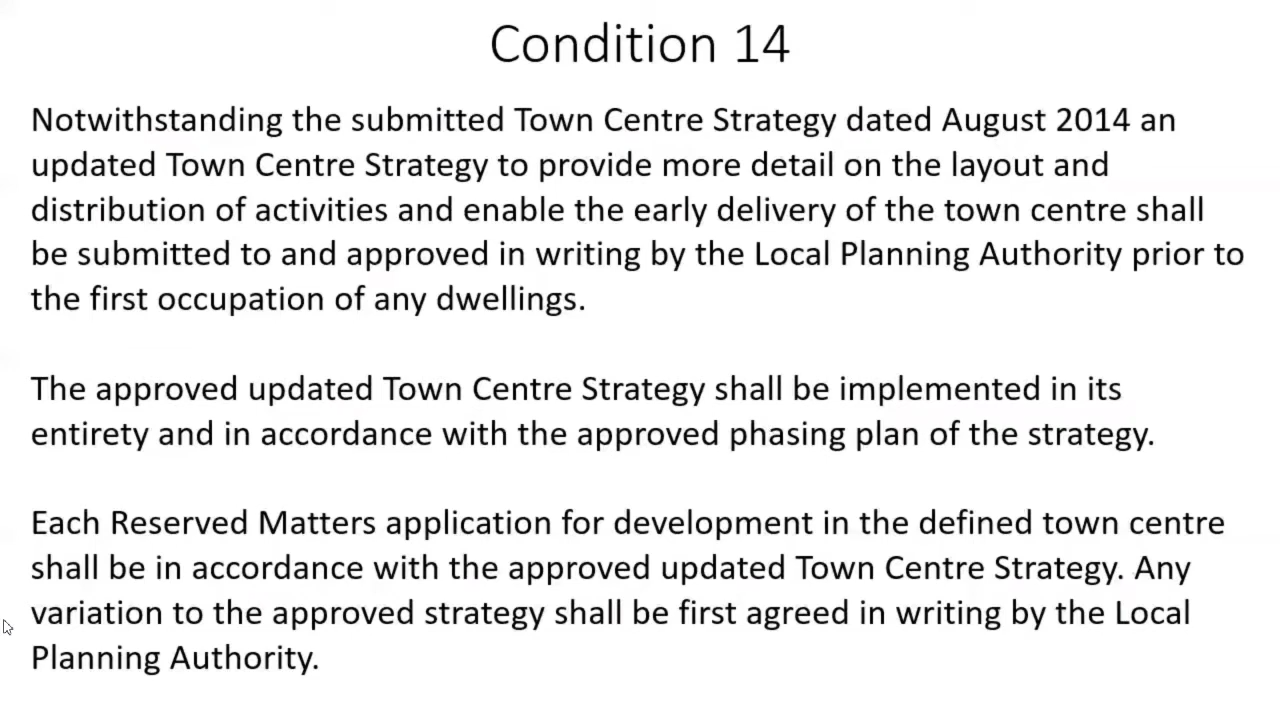 Condition 14
Notwithstanding the submitted Town Centre Strategy dated August 2014 an
updated Town Centre Strategy to provide more detail on the layout and
distribution of activities and enable the early delivery of the town centre shall
be submitted to and approved in writing by the Local Planning Authority prior to
the first occupation of any dwellings.
The approved updated Town Centre Strategy shall be implemented in its
entirety and in accordance with the approved phasing plan of the strategy.
Each Reserved Matters application for development in the defined town centre
shall be in accordance with the approved updated Town Centre Strategy. Any
variation to the approved strategy shall be first agreed in writing by the Local
Planning Authority.